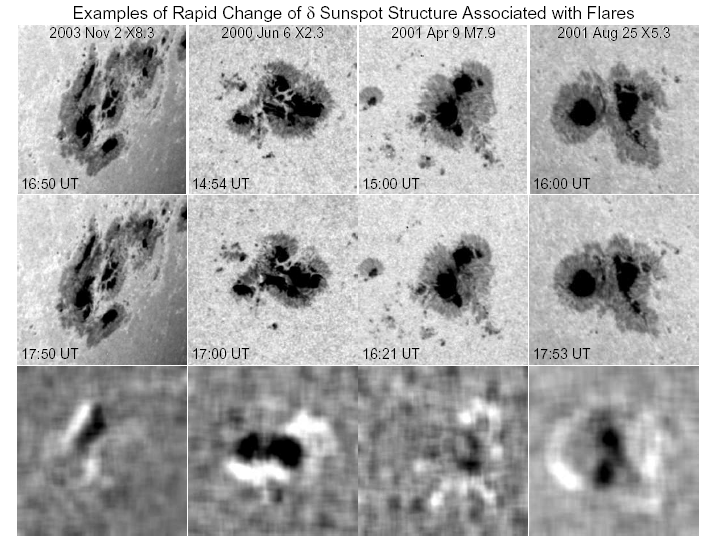 Examples of Rapid Change of δ Sunspot Structure Associated with Flares
2003 Nov 2 X8.3
2000 Jun 6 X2.3
2001 Apr 9 M7.9
2001 Aug 25 X5.3
16:50 UT
14:54 UT
15:00 UT
16:00 UT
17:50 UT
17:00 UT
16:21 UT
17:53 UT